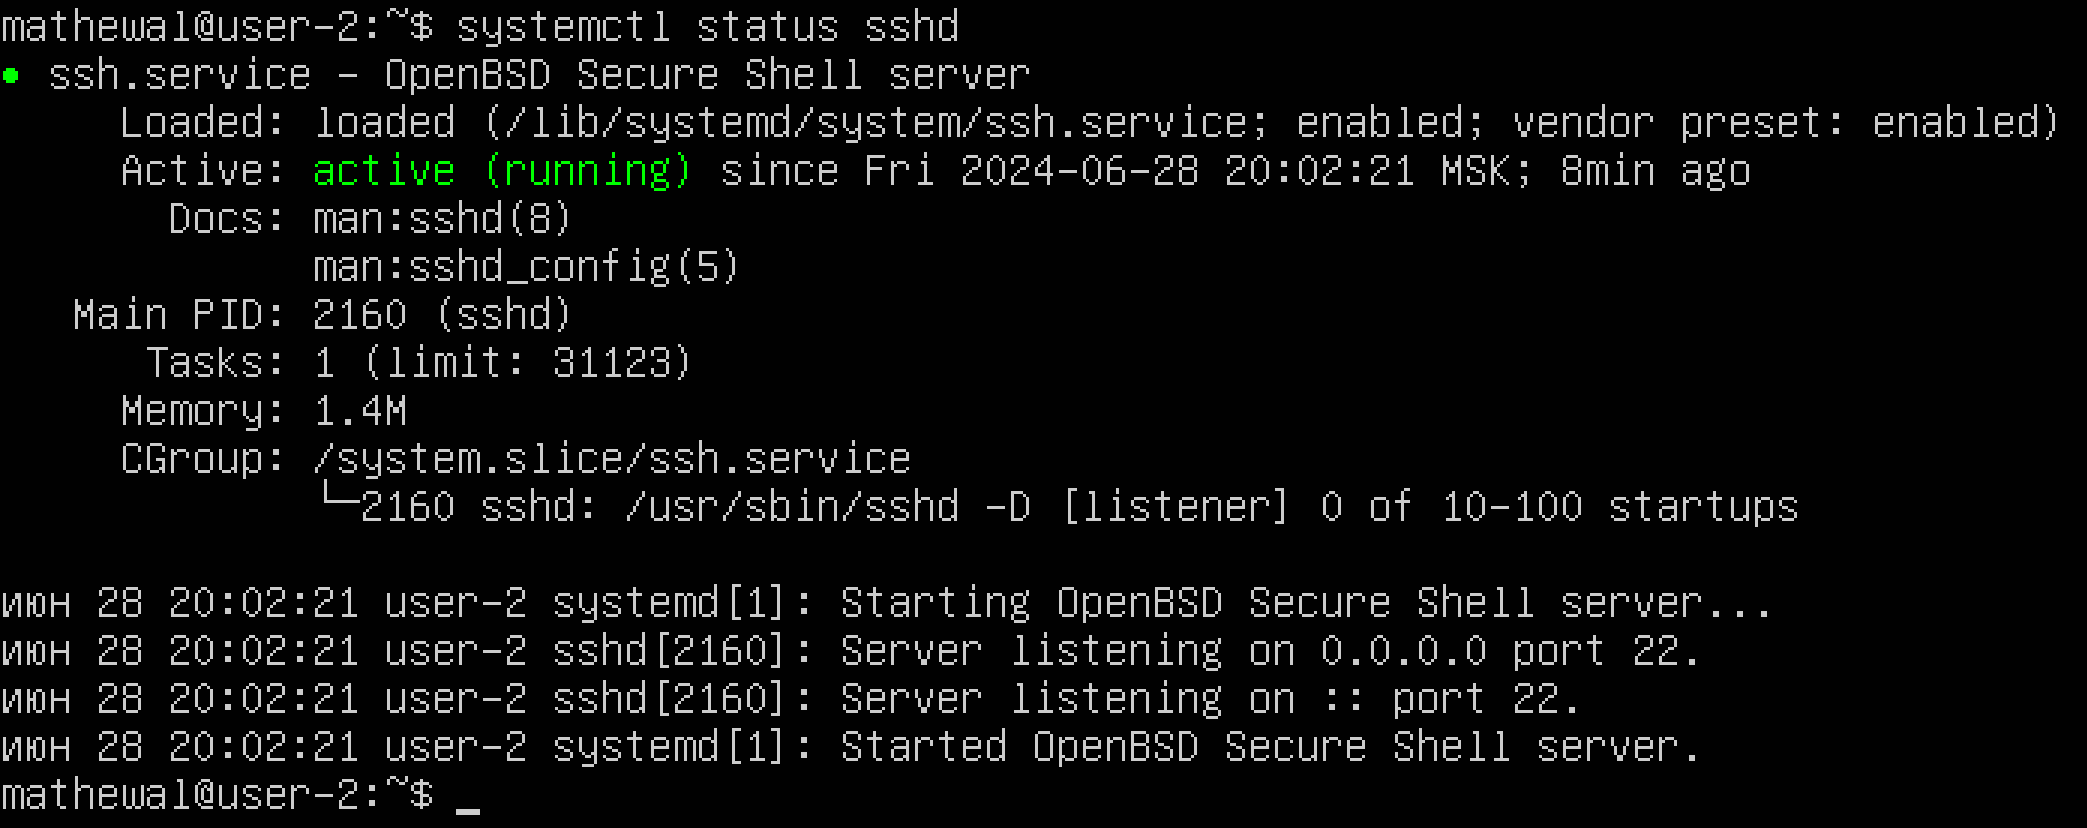 mathewal@user-2:~$ systemctl status sshd
● ssh.service - OpenBSD Secure Shell server
     Loaded: loaded (/lib/systemd/system/ssh.service; enabled; vendor preset: enabled)
     Active: active (running) since Fri 2024-06-28 20:02:21 MSK; 8min ago
       Docs: man:sshd(8)
             man:sshd_config(5)
   Main PID: 2160 (sshd)
      Tasks: 1 (limit: 31123)
     Memory: 1.4M
     CGroup: /system.slice/ssh.service
             └─2160 sshd: /usr/sbin/sshd -D [listener] 0 of 10-100 startups

июн 28 20:02:21 user-2 systemd[1]: Starting OpenBSD Secure Shell server...
июн 28 20:02:21 user-2 sshd[2160]: Server listening on 0.0.0.0 port 22.
июн 28 20:02:21 user-2 sshd[2160]: Server listening on :: port 22.
июн 28 20:02:21 user-2 systemd[1]: Started OpenBSD Secure Shell server.
mathewal@user-2:~$ _